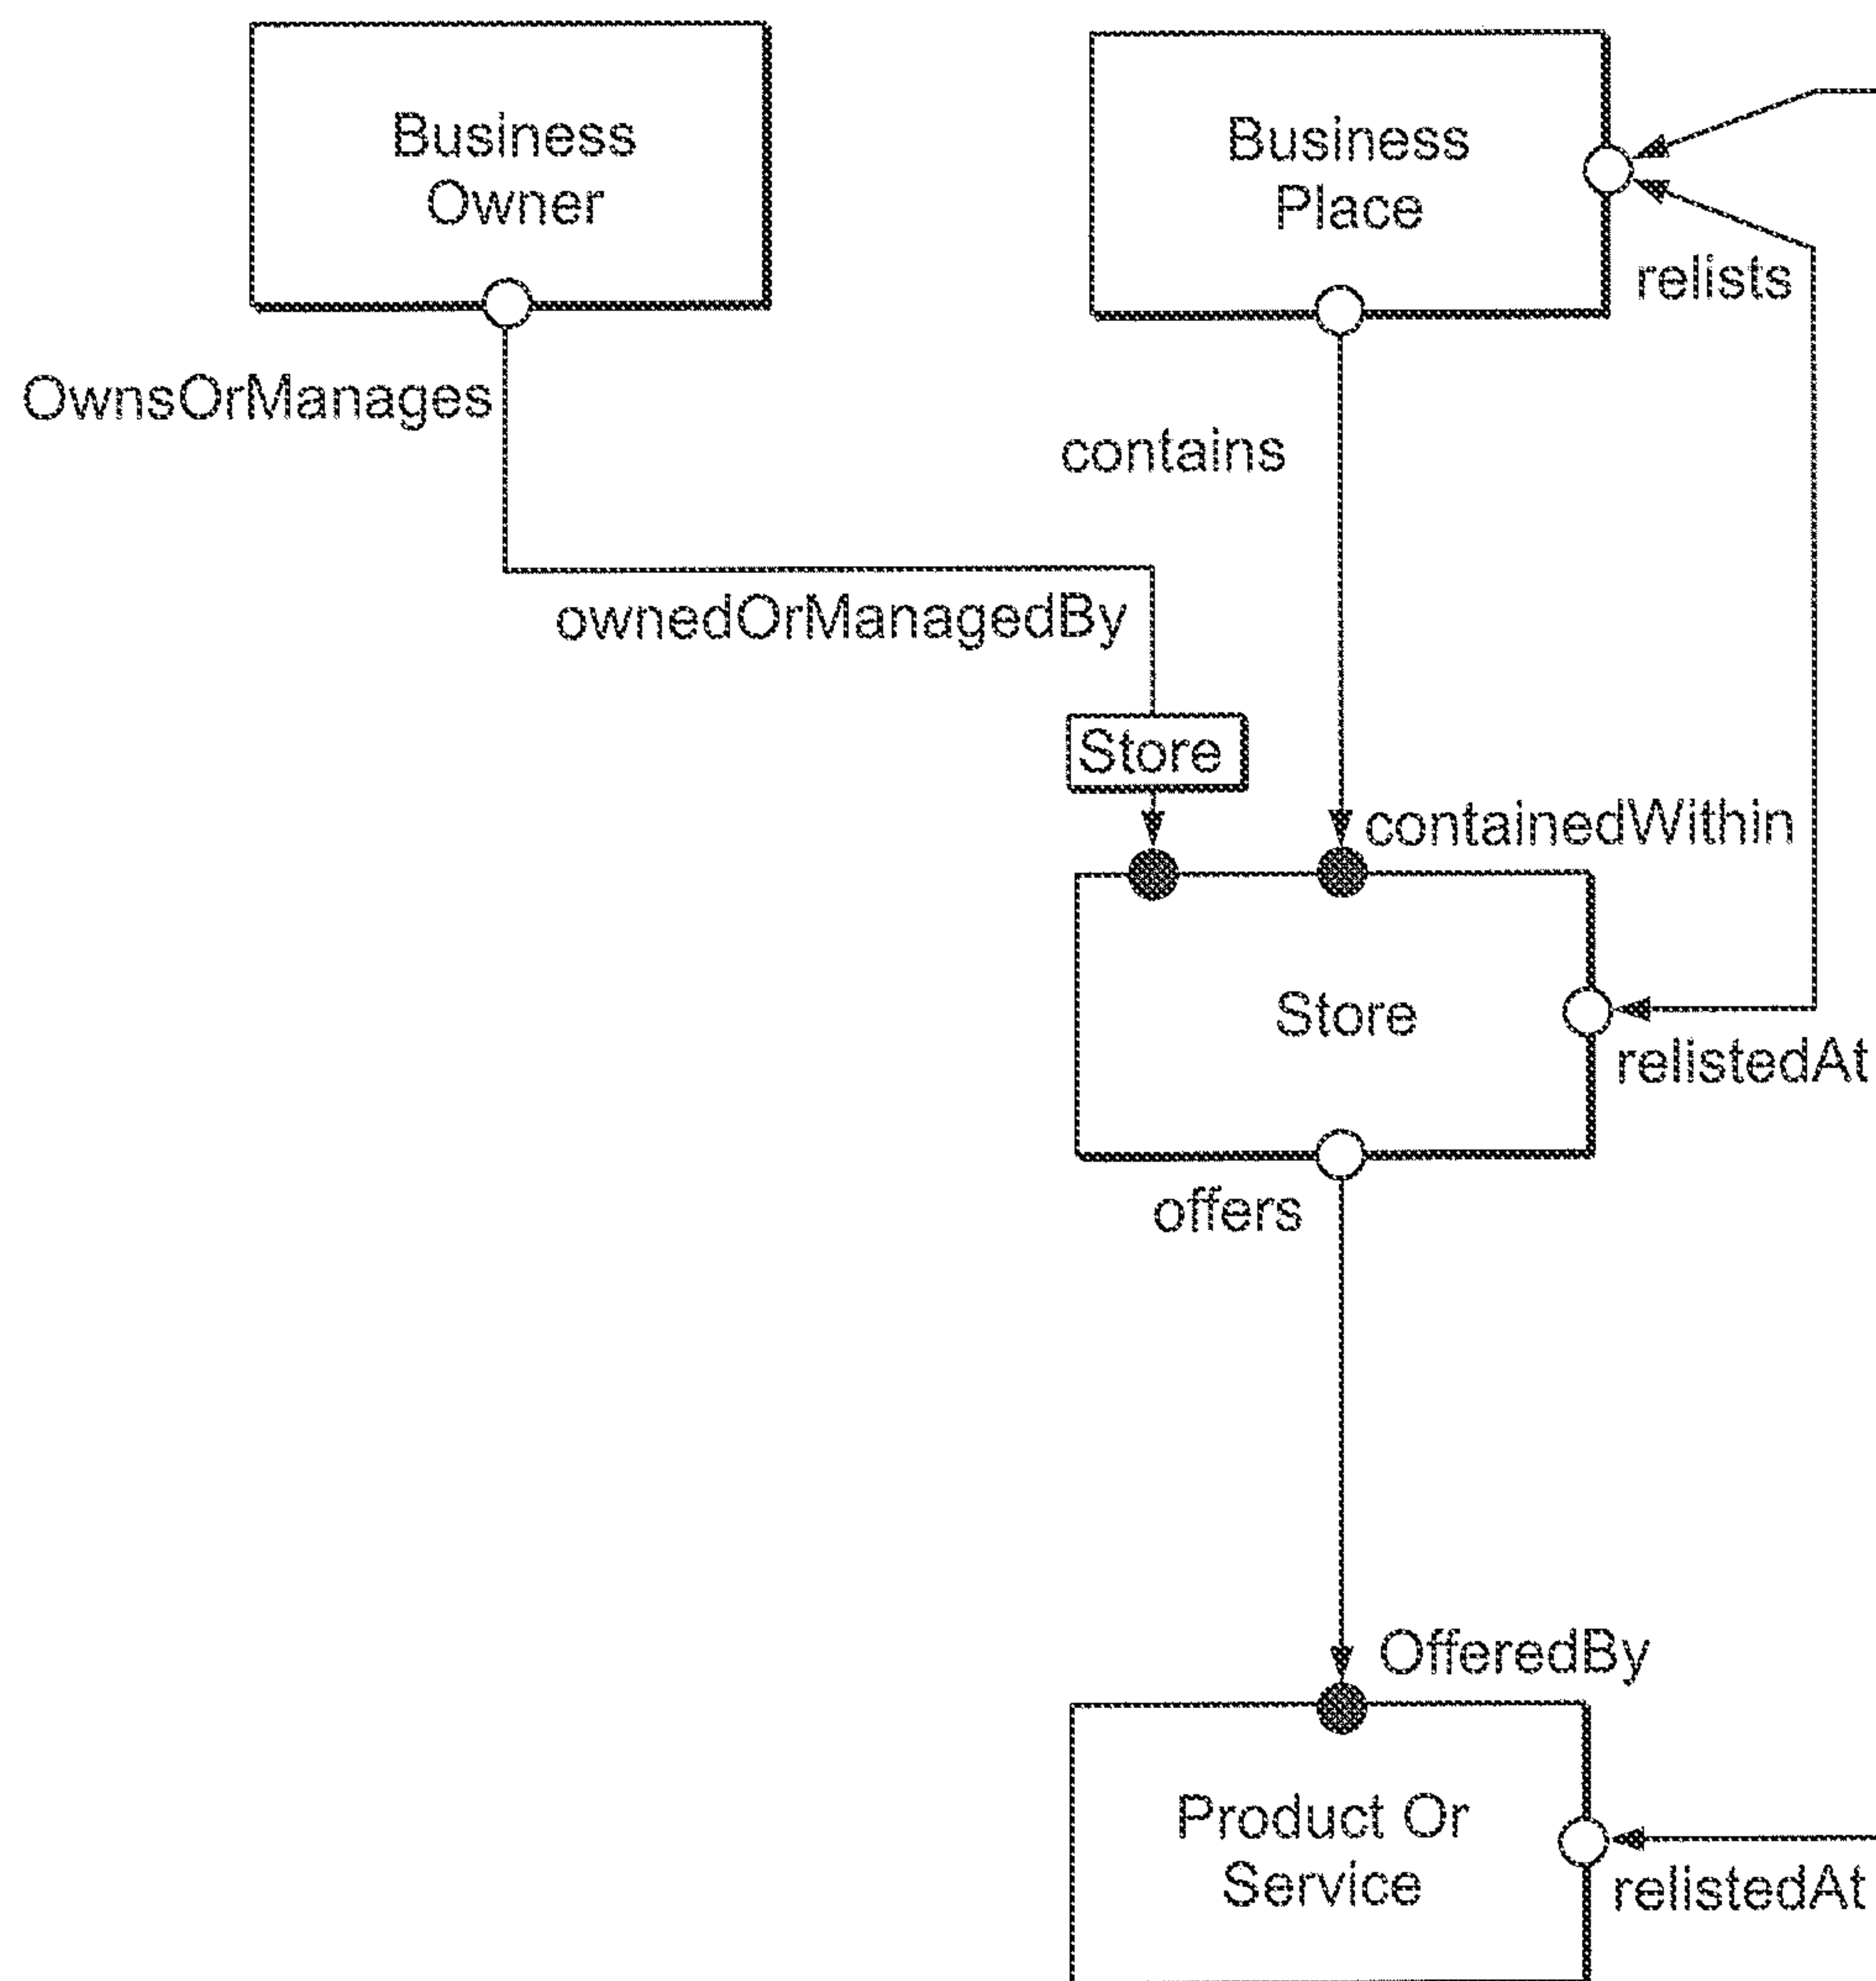 Business
Owner
Business
Place
relists
OwnsOrManages
contains
ownedOrManagedBy
Store
containedWithin
Store
relistedAt
offers
OfferedBy
Product Or
Service
relistedAt